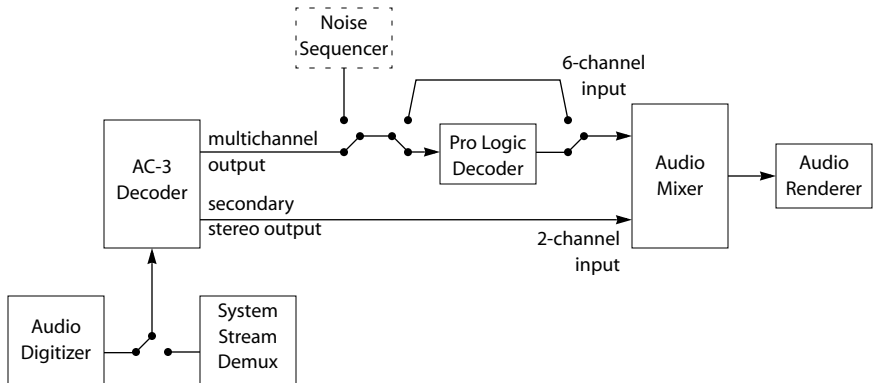 Noise
Sequencer
6-channel
input
multichannel
output
AC-3
Decoder
Pro Logic
Decoder
Audio
Mixer
Audio
Renderer
secondary
stereo output
2-channel
input
Audio
Digitizer
System
Stream
Demux